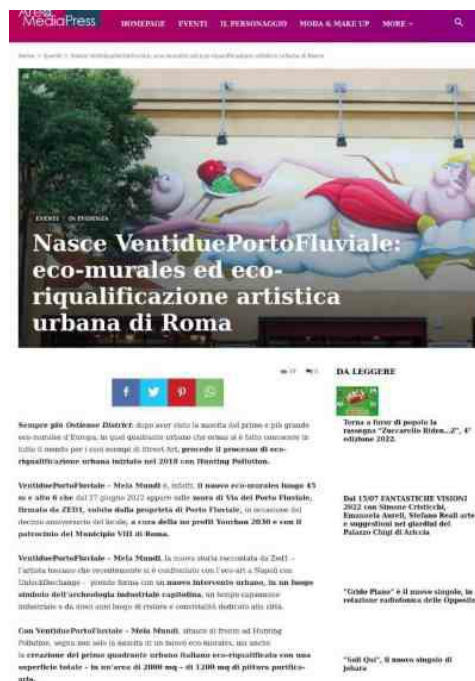 Area
MediaPress
HOMEPAGE EVENTI IL PERSONAGGIO MODA & MAKE UP MORE
EVENTI IN EVIDENZA
Nasce VentiduePortoFluviale:
eco-murales ed eco-
riqualificazione artistica
urbana di Roma
DA LEGGERE
Torna a furor di popolo la
rassegna "Zuccarello Riden...2", 4°
edizione 2022.
Sempre più Ostiense District: dopo aver visto la nascita del primo e più grande
eco-murales d'Europa, in quel quadrante urbano che ormai si è fatto conoscere in
tutto il mondo per i suoi esempi di Street Art, procede il processo di eco-
riqualificazione urbana iniziato nel 2018 con Hunting Pollution.
VentiduePortoFluviale – Mela Mundi è, infatti, il nuovo eco-murales lungo 45
m e alto 6 che dal 27 giugno 2022 appare sulle mura di Via del Porto Fluviale,
firmato da ZED1, voluto dalla proprietà di Porto Fluviale, in occasione del
decimo anniversario del locale, a cura della no profit Yourban 2030 e con il
patrocinio del Municipio VIII di Roma.
Dal 15/07 FANTASTICHE VISIONI
2022 con Simone Cristicchi,
Emanuela Aureli, Stefano Reali arte
e suggestioni nei giardini del
Palazzo Chigi di Ariccia
VentiduePortoFluviale – Mela Mundi, la nuova storia raccontata da Zed1 –
l'artista toscano che recentemente si è confrontato con l'eco-art a Napoli con
UnlockTheChange – prende forma con un nuovo intervento urbano, in un luogo
simbolo dell'archeologia industriale capitolina, un tempo capannone
industriale e da dieci anni luogo di ristoro e convivialità dedicato alla città.
"Grido Piano" è il nuovo singolo, in
rotazione radiofonica delle Opposite
Con VentiduePortoFluviale – Mela Mundi, situato di fronte ad Hunting
Pollution, segna non solo la nascita di un nuovo eco-murales, ma anche
la creazione del primo quadrante urbano italiano eco-riqualificato con una
superficie totale – in un'area di 2000 mq – di 1200 mq di pittura purifica-
aria.
"Soli Qui", il nuovo singolo di